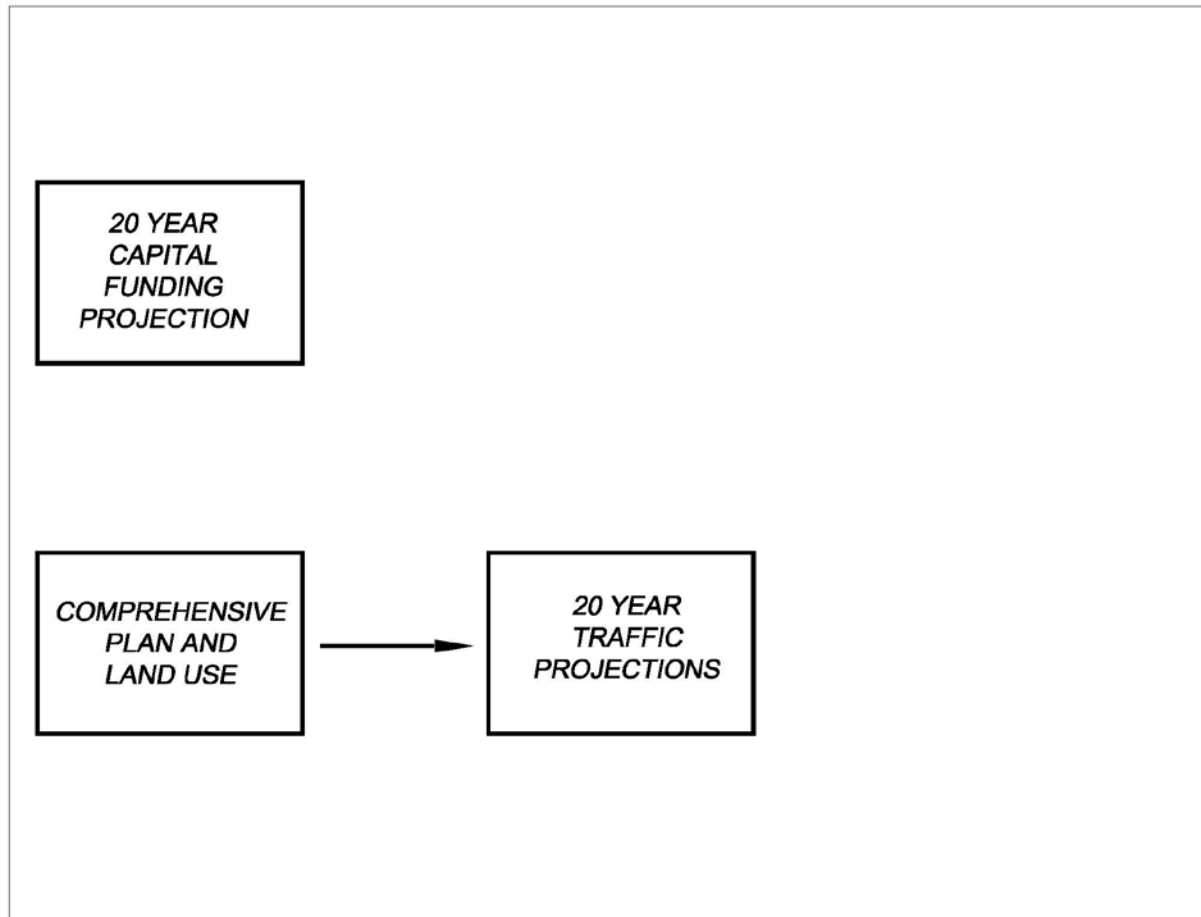 20 YEAR
CAPITAL
FUNDING
PROJECTION
COMPREHENSIVE
PLAN AND
LAND USE
20 YEAR
TRAFFIC
PROJECTIONS